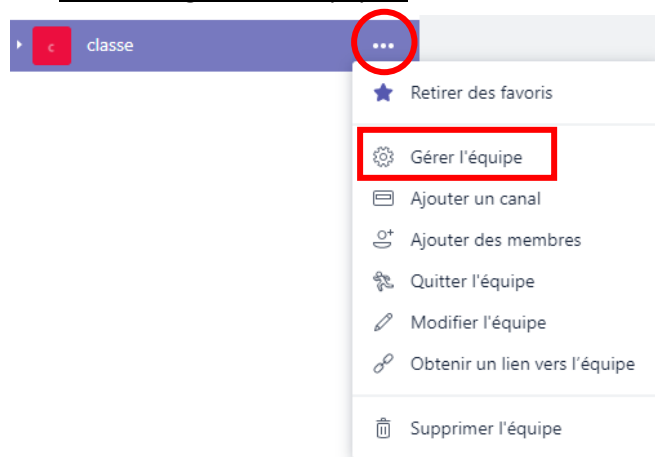 c classe ...
Retirer des favoris
Gérer l'équipe
Ajouter un canal
Ajouter des membres
Quitter l'équipe
Modifier l'équipe
Obtenir un lien vers l’équipe
Supprimer l'équipe